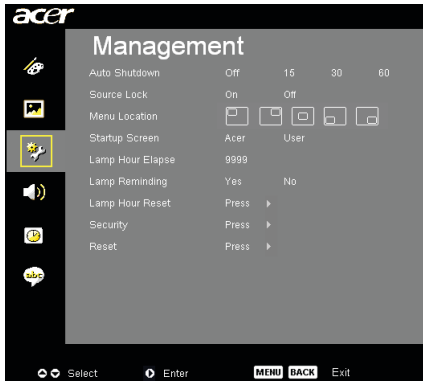 acer
Management
Auto Shutdown Off 15 30 60
Source Lock On Off
Menu Location
Startup Screen Acer User
Lamp Hour Elapse 9999
Lamp Reminding Yes No
Lamp Hour Reset Press
Security Press
Reset Press
abc
Select Enter MENU BACK Exit